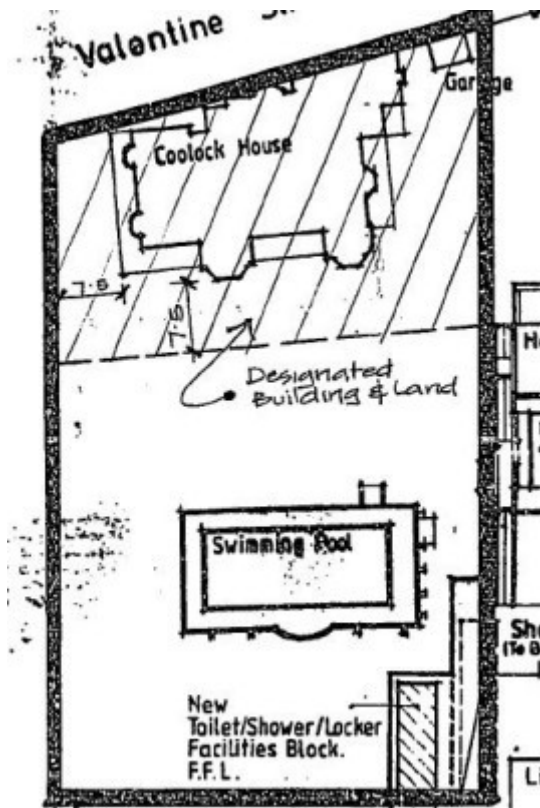 Valentine
Garage
Coolock House
7.5
7.5
Designated
Building & Land
Swimming Pool
New
Toilet/Shower/Locker
Facilities Block.
F.F.L.